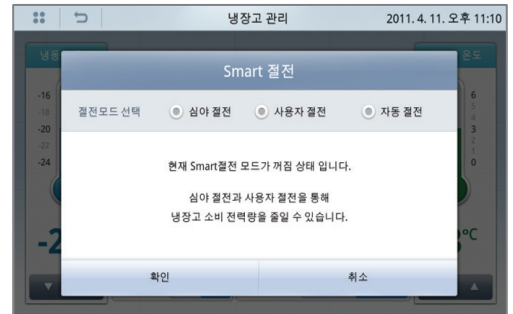 냉장고 관리
2011. 4. 11. 오후 11:10
냉동
온도
Smart 절전
절전모드 선택
심야 절전
사용자 절전
자동 절전
-16
-18
-20
-22
-24
6
5
4
3
2
1
0
현재 Smart절전 모드가 꺼짐 상태 입니다.
심야 절전과 사용자 절전을 통해
냉장고 소비 전력량을 줄일 수 있습니다.
-2
°C
확인
취소